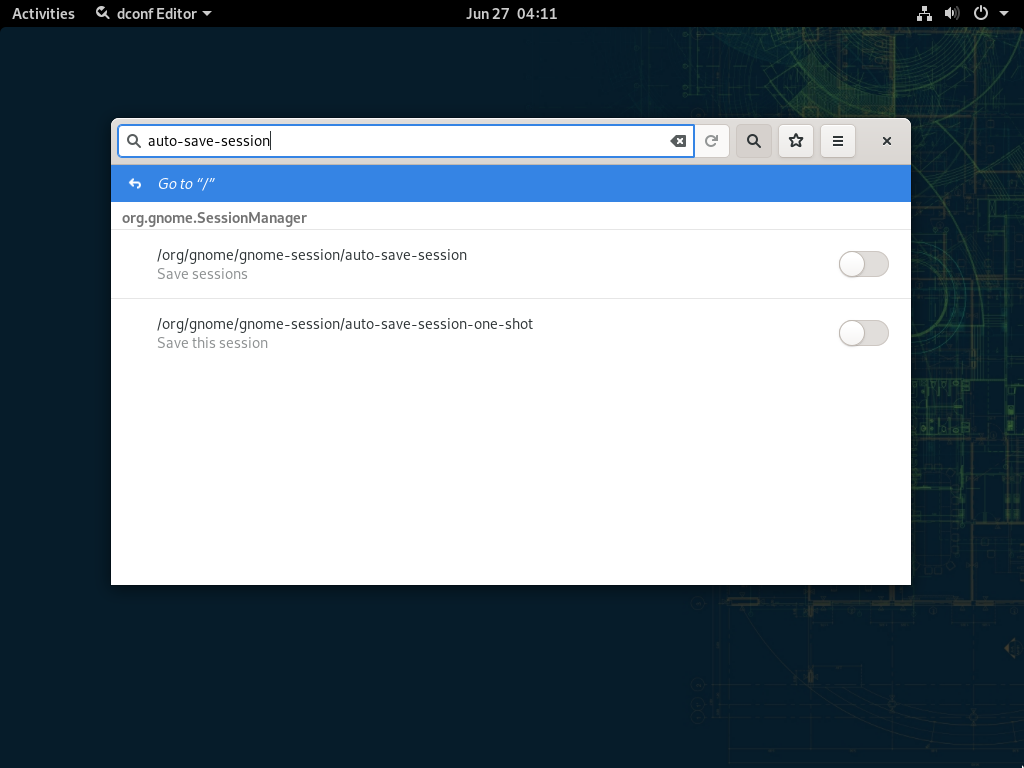 Activities dconf Editor Jun 27 04:11
auto-save-session
Go to “/”
org.gnome.SessionManager
/org/gnome/gnome-session/auto-save-session
Save sessions
/org/gnome/gnome-session/auto-save-session-one-shot
Save this session